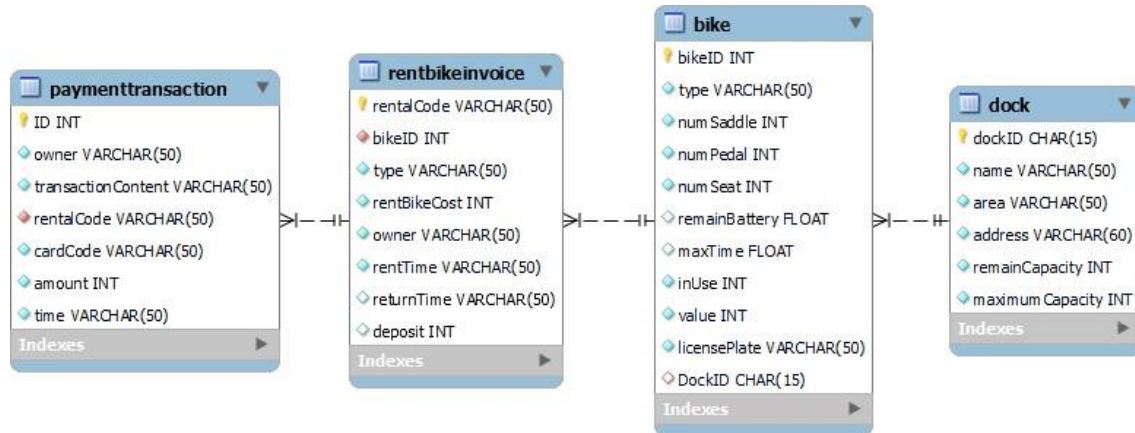 paymenttransaction
ID INT
owner VARCHAR(50)
transactionContent VARCHAR(50)
rentalCode VARCHAR(50)
cardCode VARCHAR(50)
amount INT
time VARCHAR(50)
Indexes
rentbikeinvoice
rentalCode VARCHAR(50)
bikeID INT
type VARCHAR(50)
rentBikeCost INT
owner VARCHAR(50)
rentTime VARCHAR(50)
returnTime VARCHAR(50)
deposit INT
Indexes
bike
bikeID INT
type VARCHAR(50)
numSaddle INT
numPedal INT
numSeat INT
remainBattery FLOAT
maxTime FLOAT
inUse INT
value INT
licensePlate VARCHAR(50)
DockID CHAR(15)
Indexes
dock
dockID CHAR(15)
name VARCHAR(50)
area VARCHAR(50)
address VARCHAR(60)
remainCapacity INT
maximumCapacity INT
Indexes